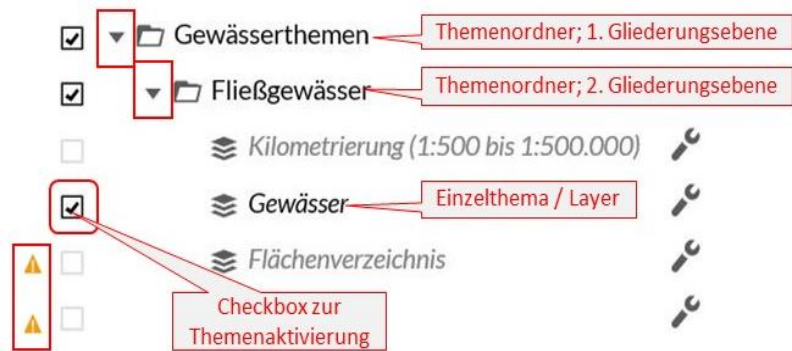 Gewässerthemen
Themenordner; 1. Gliederungsebene
Fließgewässer
Themenordner; 2. Gliederungsebene
Kilometrierung (1:500 bis 1:500.000)
Gewässer
Einzelthema / Layer
Flächenverzeichnis
Checkbox zur
Themenaktivierung